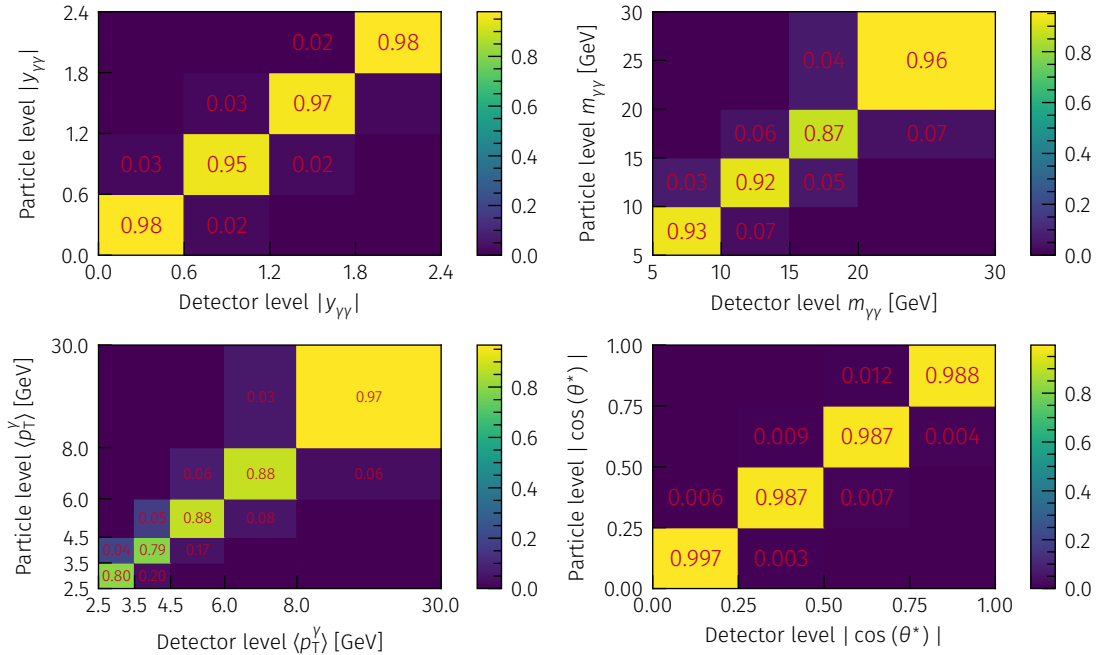 2.4
1.8
1.2
0.6
0.0
Particle level |yγγ|
0.02 0.98
0.03 0.97
0.03 0.95 0.02
0.98 0.02
0.0 0.6 1.2 1.8 2.4
Detector level |yγγ|
0.8
0.6
0.4
0.2
0.0
30
25
20
15
10
5
Particle level mγγ [GeV]
0.04 0.96
0.06 0.87 0.07
0.03 0.92 0.05
0.93 0.07
5 10 15 20 30
Detector level mγγ [GeV]
0.8
0.6
0.4
0.2
0.0
30.0
8.0
6.0
4.5
3.5
2.5
Particle level ⟨pTγ⟩ [GeV]
0.03 0.97
0.06 0.88 0.06
0.05 0.88 0.08
0.04 0.79 0.17
0.80 0.20
2.5 3.5 4.5 6.0 8.0 30.0
Detector level ⟨pTγ⟩ [GeV]
0.8
0.6
0.4
0.2
0.0
1.00
0.75
0.50
0.25
0.00
Particle level | cos (θ*) |
0.012 0.988
0.009 0.987 0.004
0.006 0.987 0.007
0.997 0.003
0.00 0.25 0.50 0.75 1.00
Detector level | cos (θ*) |
0.8
0.6
0.4
0.2
0.0